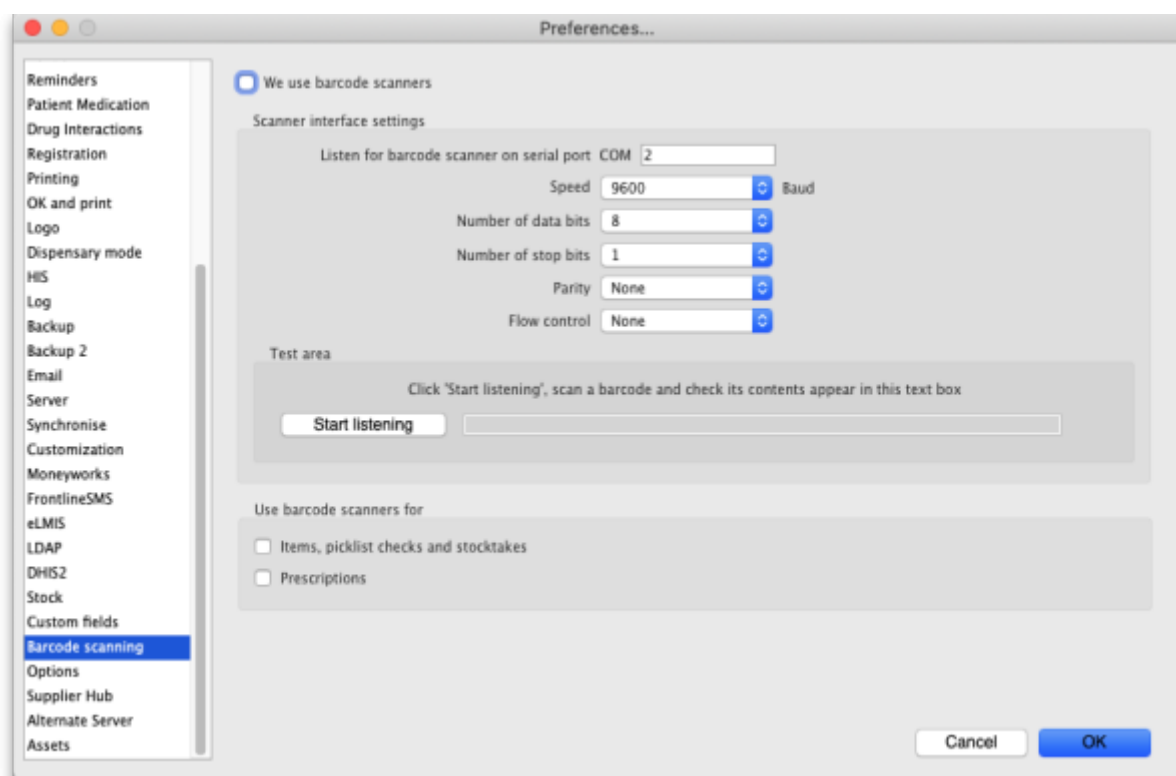 Preferences...
Reminders
Patient Medication
Drug Interactions
Registration
Printing
OK and print
Logo
Dispensary mode
HIS
Log
Backup
Backup 2
Email
Server
Synchronise
Customization
Moneyworks
FrontlineSMS
eLMIS
LDAP
DHIS2
Stock
Custom fields
Barcode scanning
Options
Supplier Hub
Alternate Server
Assets
We use barcode scanners
Scanner interface settings
Listen for barcode scanner on serial port COM 2
Speed 9600 Baud
Number of data bits 8
Number of stop bits 1
Parity None
Flow control None
Test area
Click 'Start listening', scan a barcode and check its contents appear in this text box
Start listening
Use barcode scanners for
Items, picklist checks and stocktakes
Prescriptions
Cancel OK